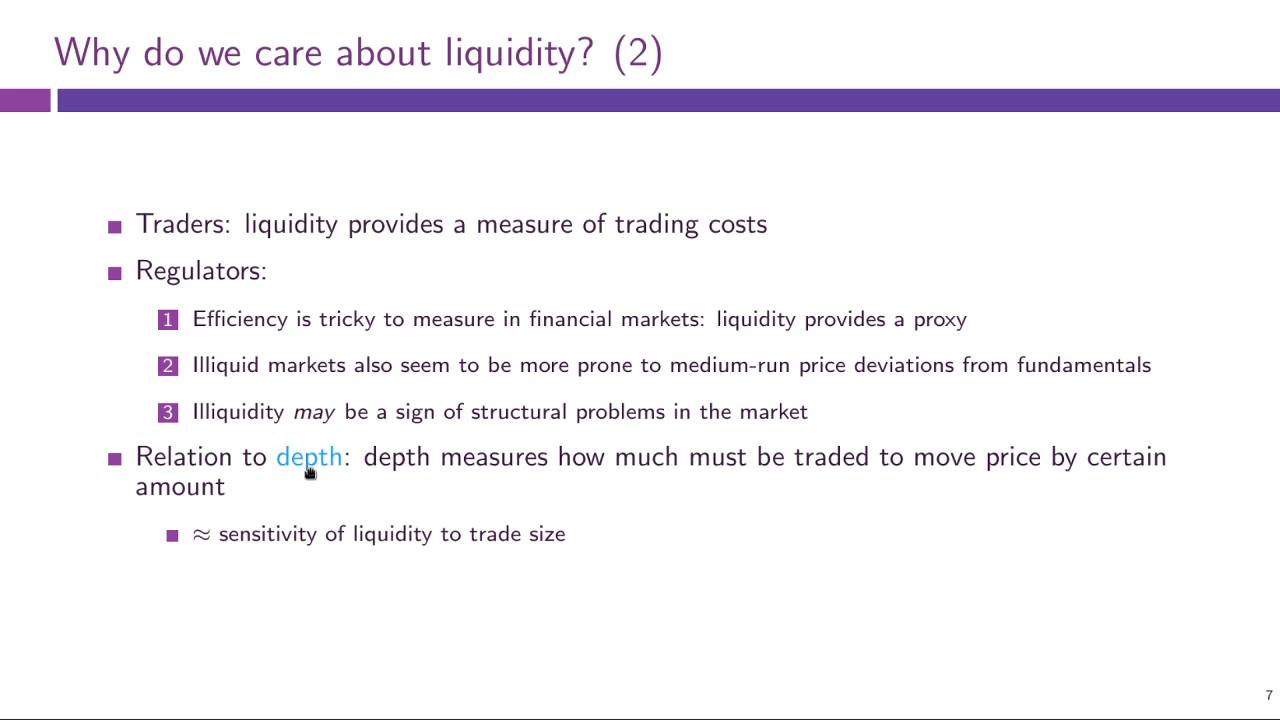 Why do we care about liquidity? (2)
Traders: liquidity provides a measure of trading costs
Regulators:
1 Efficiency is tricky to measure in financial markets: liquidity provides a proxy
2 Illiquid markets also seem to be more prone to medium-run price deviations from fundamentals
3 Illiquidity may be a sign of structural problems in the market
Relation to depth: depth measures how much must be traded to move price by certain
amount
≈ sensitivity of liquidity to trade size
7